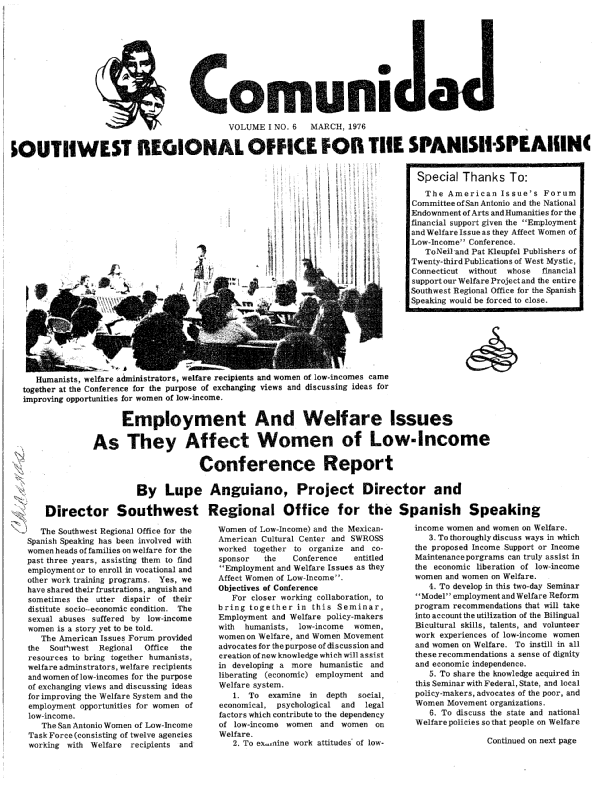 Comunidad
VOLUME I NO. 6 MARCH, 1976
SOUTHWEST REGIONAL OFFICE FOR THE SPANISH-SPEAKING
Special Thanks To:
The American Issue's Forum
Committee of San Antonio and the National
Endownment of Arts and Humanities for the
financial support given the "Employment
and Welfare Issue as they Affect Women of
Low-Income" Conference.
To Neil and Pat Kleupfel Publishers of
Twenty-third Publications of West Mystic,
Connecticut without whose financial
support our Welfare Project and the entire
Southwest Regional Office for the Spanish
Speaking would be forced to close.
Humanists, welfare administrators, welfare recipients and women of low-incomes came
together at the Conference for the purpose of exchanging views and discussing ideas for
improving opportunities for women of low-income.
Employment And Welfare Issues
As They Affect Women of Low-Income
Conference Report
By Lupe Anguiano, Project Director and
Director Southwest Regional Office for the Spanish Speaking
Chicanas
The Southwest Regional Office for the
Spanish Speaking has been involved with
women heads of families on welfare for the
past three years, assisting them to find
employment or to enroll in vocational and
other work training programs. Yes, we
have shared their frustrations, anguish and
sometimes the utter dispair of their
distitute socio-economic condition. The
sexual abuses suffered by low-income
women is a story yet to be told.
The American Issues Forum provided
the Southwest Regional Office the
resources to bring together humanists,
welfare administrators, welfare recipients
and women of low-incomes for the purpose
of exchanging views and discussing ideas
for improving the Welfare System and the
employment opportunities for women of
low-income.
The San Antonio Women of Low-Income
Task Force (consisting of twelve agencies
working with Welfare recipients and
Women of Low-Income) and the Mexican-
American Cultural Center and SWROSS
worked together to organize and co-
sponsor the Conference entitled
"Employment and Welfare Issues as they
Affect Women of Low-Income".
Objectives of Conference
For closer working collaboration, to
bring together in this Seminar,
Employment and Welfare policy-makers
with humanists, low-income women,
women on Welfare, and Women Movement
advocates for the purpose of discussion and
creation of new knowledge which will assist
in developing a more humanistic and
liberating (economic) employment and
Welfare system.
1. To examine in depth social,
economical, psychological and legal
factors which contribute to the dependency
of low-income women and women on
Welfare.
2. To examine work attitudes of low-
income women and women on Welfare.
3. To thoroughly discuss ways in which
the proposed Income Support or Income
Maintenance porgrams can truly assist in
the economic liberation of low-income
women and women on Welfare.
4. To develop in this two-day Seminar
"Model" employment and Welfare Reform
program recommendations that will take
into account the utilization of the Bilingual
Bicultural skills, talents, and volunteer
work experiences of low-income women
and women on Welfare. To instill in all
these recommendations a sense of dignity
and economic independence.
5. To share the knowledge acquired in
this Seminar with Federal, State, and local
policy-makers, advocates of the poor, and
Women Movement organizations.
6. To discuss the state and national
Welfare policies so that people on Welfare
Continued on next page